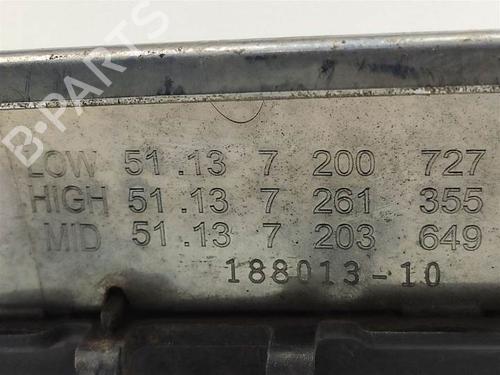 B-PARTS
LOW 51.13 7 200 727
HIGH 51.13 7 261 355
MID 51.13 7 203 649
188013-10